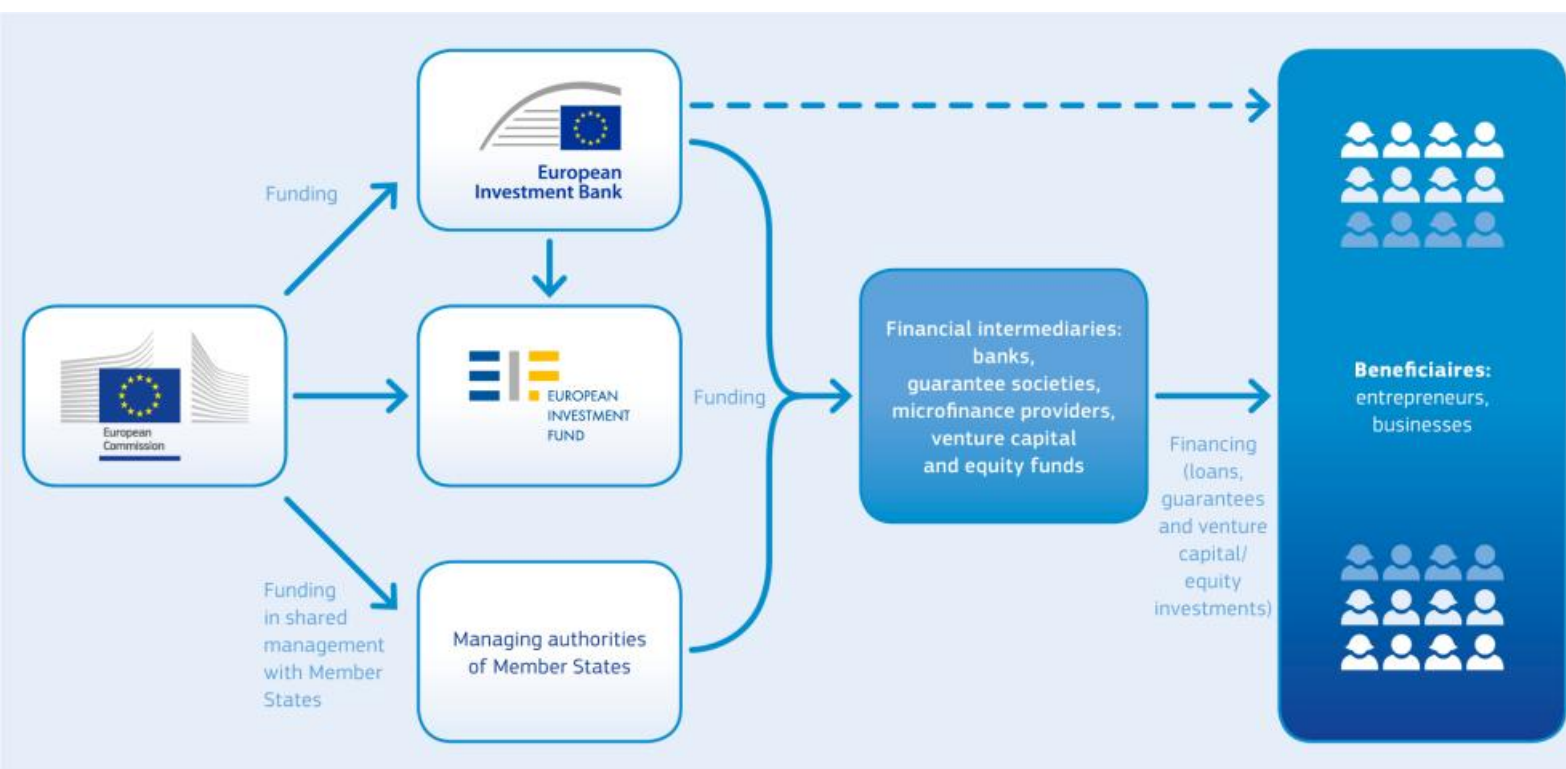 European
Investment Bank
Funding
European
Commission
EUROPEAN
INVESTMENT
FUND
Funding
Funding
in shared
management
with Member
States
Managing authorities
of Member States
Financial intermediaries:
banks,
guarantee societies,
microfinance providers,
venture capital
and equity funds
Financing
(loans,
guarantees
and venture
capital/
equity
investments)
Beneficiaires:
entrepreneurs,
businesses